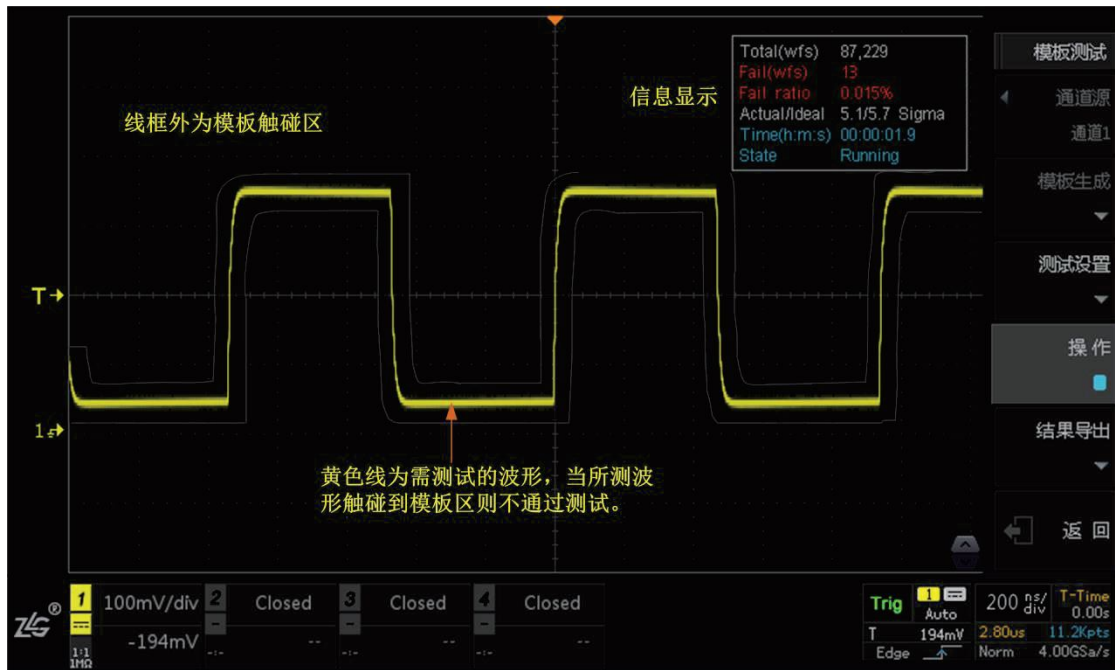 Total(wfs) 87,229
Fail(wfs) 13
Fail ratio 0.015%
Actual/Ideal 5.1/5.7 Sigma
Time(h:m:s) 00:00:01.9
State Running
信息显示
线框外为模板触碰区
模板测试
通道源
通道1
模板生成
测试设置
操作
结果导出
返回
T
1
黄色线为需测试的波形，当所测波
形触碰到模板区则不通过测试。
ZLG®
1 100mV/div
-194mV
1:1
1MΩ
2 Closed
-- -:-
3 Closed
-- -:-
4 Closed
-- -:-
Trig 1 Auto
T 194mV
Edge
200 ns/div T-Time 0.00s
2.80us 11.2Kpts
Norm 4.00GSa/s